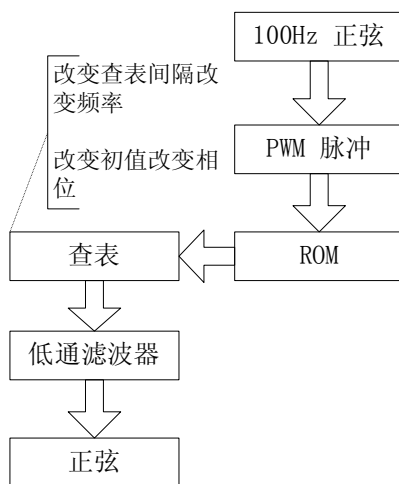 100Hz 正弦
改变查表间隔改
变频率
改变初值改变相
位
PWM 脉冲
查表
ROM
低通滤波器
正弦